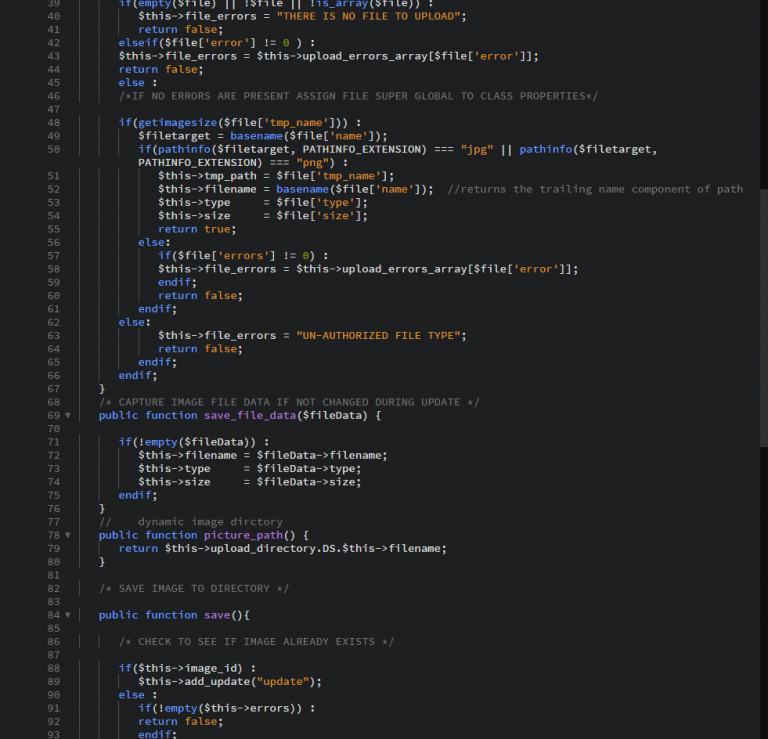 39 if(empty($file) || !$file || !is_array($file)) :
40 $this->file_errors = "THERE IS NO FILE TO UPLOAD";
41 return false;
42 elseif($file['error'] != 0 ) :
43 $this->file_errors = $this->upload_errors_array[$file['error']];
44 return false;
45 else :
46 /*IF NO ERRORS ARE PRESENT ASSIGN FILE SUPER GLOBAL TO CLASS PROPERTIES*/
47
48 if(getimagesize($file['tmp_name'])) :
49 $filetarget = basename($file['name']);
50 if(pathinfo($filetarget, PATHINFO_EXTENSION) === "jpg" || pathinfo($filetarget,
PATHINFO_EXTENSION) === "png") :
51 $this->tmp_path = $file['tmp_name'];
52 $this->filename = basename($file['name']); //returns the trailing name component of path
53 $this->type = $file['type'];
54 $this->size = $file['size'];
55 return true;
56 else:
57 if($file['errors'] != 0) :
58 $this->file_errors = $this->upload_errors_array[$file['error']];
59 endif;
60 return false;
61 endif;
62 else:
63 $this->file_errors = "UN-AUTHORIZED FILE TYPE";
64 return false;
65 endif;
66 endif;
67 }
68 /* CAPTURE IMAGE FILE DATA IF NOT CHANGED DURING UPDATE */
69 public function save_file_data($fileData) {
70
71 if(!empty($fileData)) :
72 $this->filename = $fileData->filename;
73 $this->type = $fileData->type;
74 $this->size = $fileData->size;
75 endif;
76 }
77 // dynamic image dirctory
78 public function picture_path() {
79 return $this->upload_directory.DS.$this->filename;
80 }
81
82 /* SAVE IMAGE TO DIRECTORY */
83
84 public function save(){
85
86 /* CHECK TO SEE IF IMAGE ALREADY EXISTS */
87
88 if($this->image_id) :
89 $this->add_update("update");
90 else :
91 if(!empty($this->errors)) :
92 return false;
93 endif;